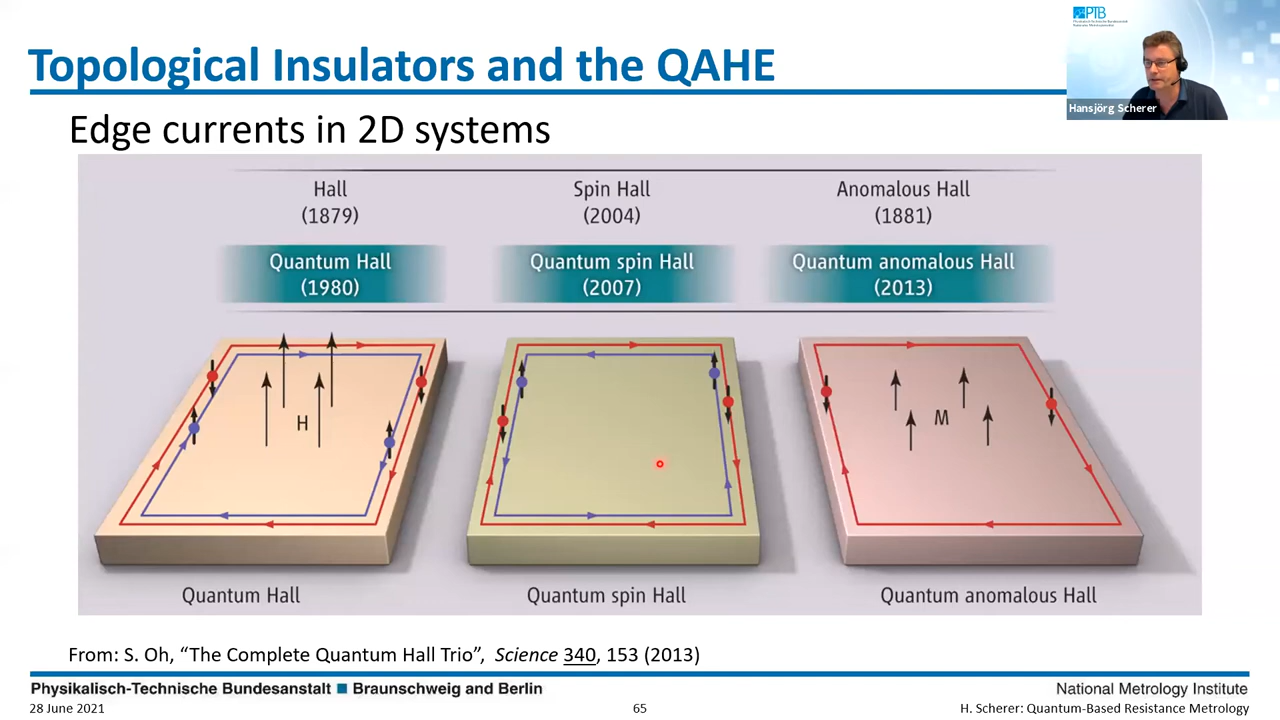 Topological Insulators and the QAHE
PTB
Hansjörg Scherer
Edge currents in 2D systems
Hall
(1879)
Spin Hall
(2004)
Anomalous Hall
(1881)
Quantum Hall
(1980)
Quantum spin Hall
(2007)
Quantum anomalous Hall
(2013)
H
M
Quantum Hall
Quantum spin Hall
Quantum anomalous Hall
From: S. Oh, “The Complete Quantum Hall Trio”, Science 340, 153 (2013)
Physikalisch-Technische Bundesanstalt ■ Braunschweig and Berlin
National Metrology Institute
28 June 2021
65
H. Scherer: Quantum-Based Resistance Metrology